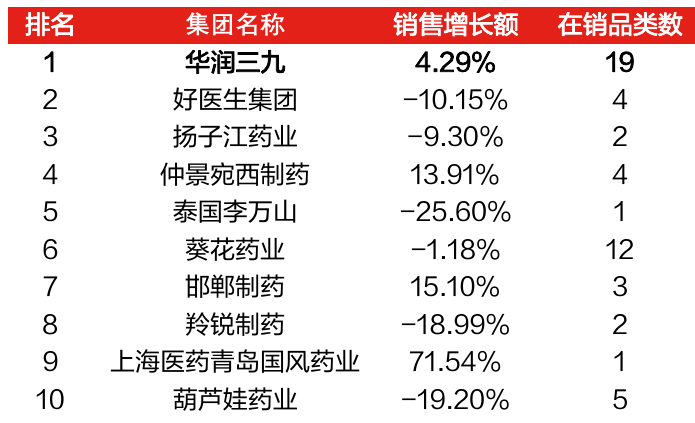 排名 集团名称 销售增长额 在销品类数
1 华润三九 4.29% 19
2 好医生集团 -10.15% 4
3 扬子江药业 -9.30% 2
4 仲景宛西制药 13.91% 4
5 泰国李万山 -25.60% 1
6 葵花药业 -1.18% 12
7 邯郸制药 15.10% 3
8 羚锐制药 -18.99% 2
9 上海医药青岛国风药业 71.54% 1
10 葫芦娃药业 -19.20% 5